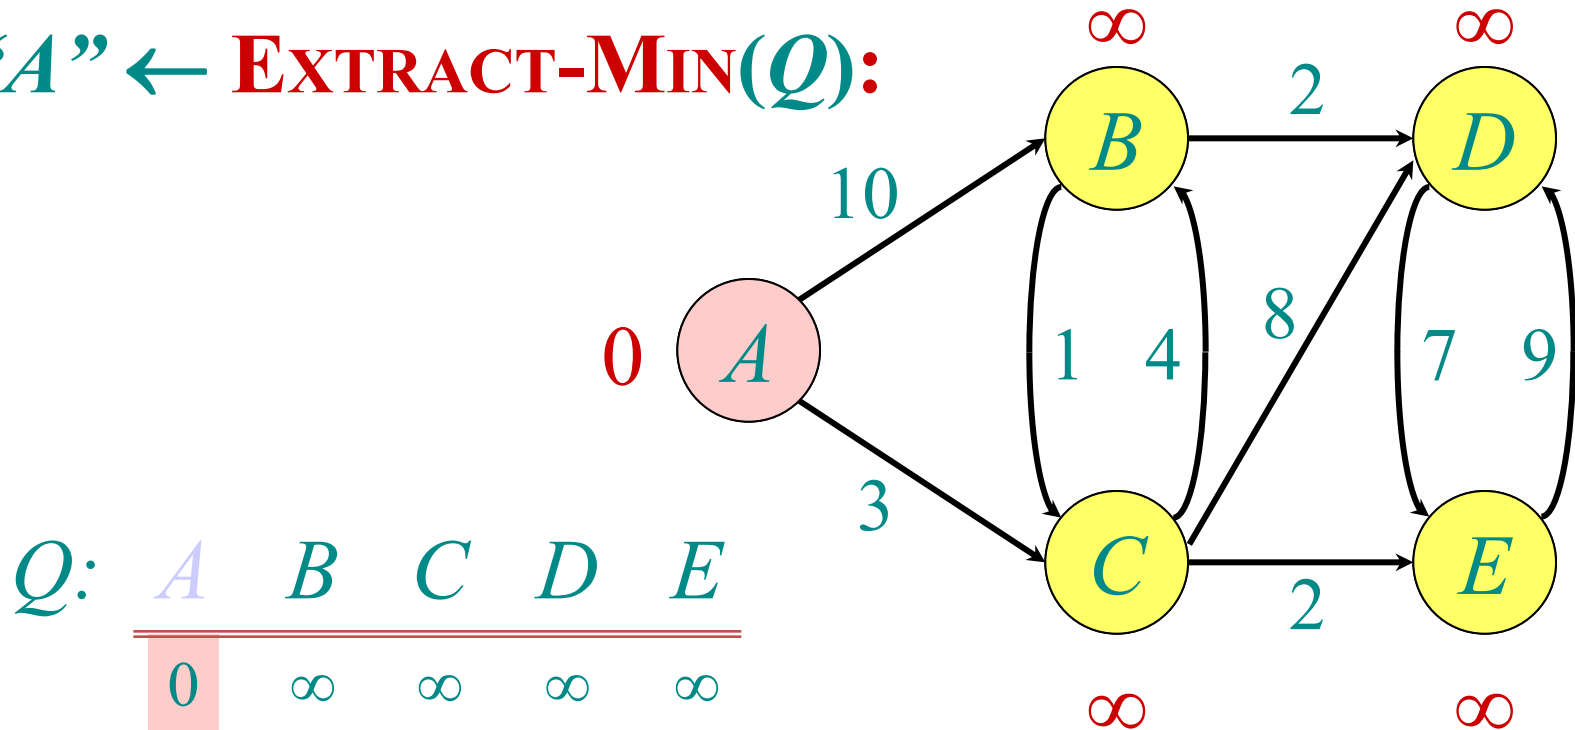 “A” ← EXTRACT-MIN(Q):
∞ ∞
B 2 D
10
0 A 1 4 8 7 9
3
C 2 E
∞ ∞
Q: A B C D E
0 ∞ ∞ ∞ ∞